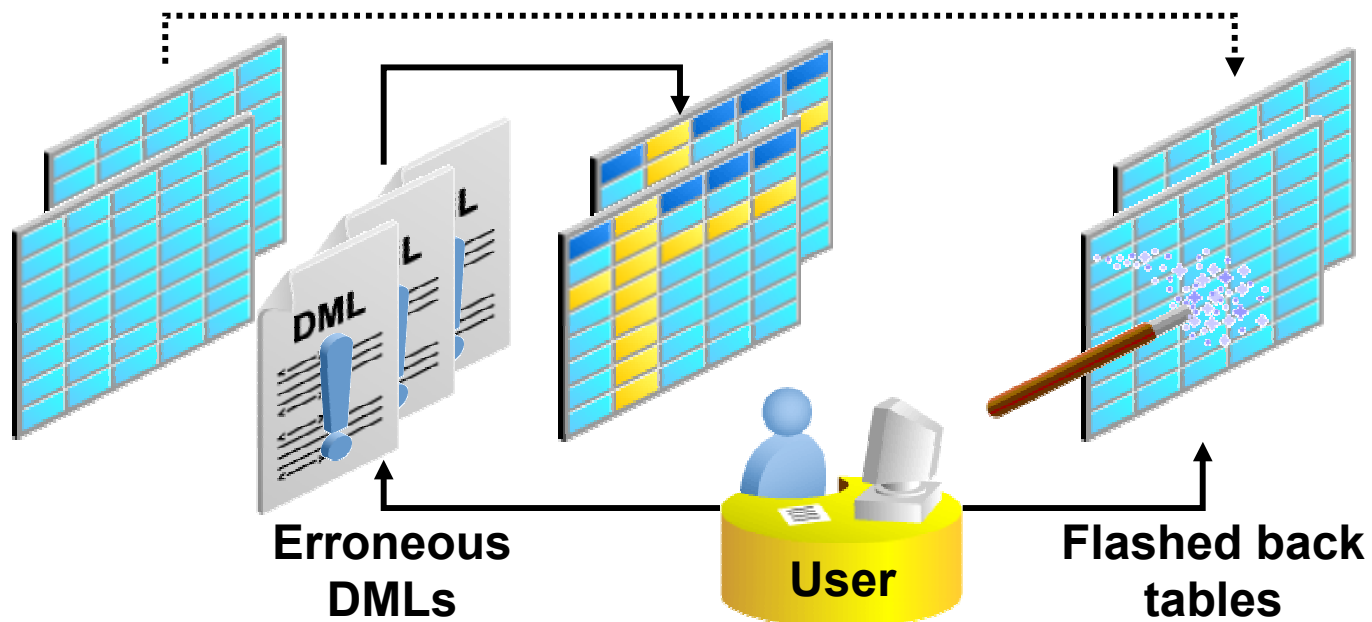 DML
L
L
Erroneous
DMLs
User
Flashed back
tables